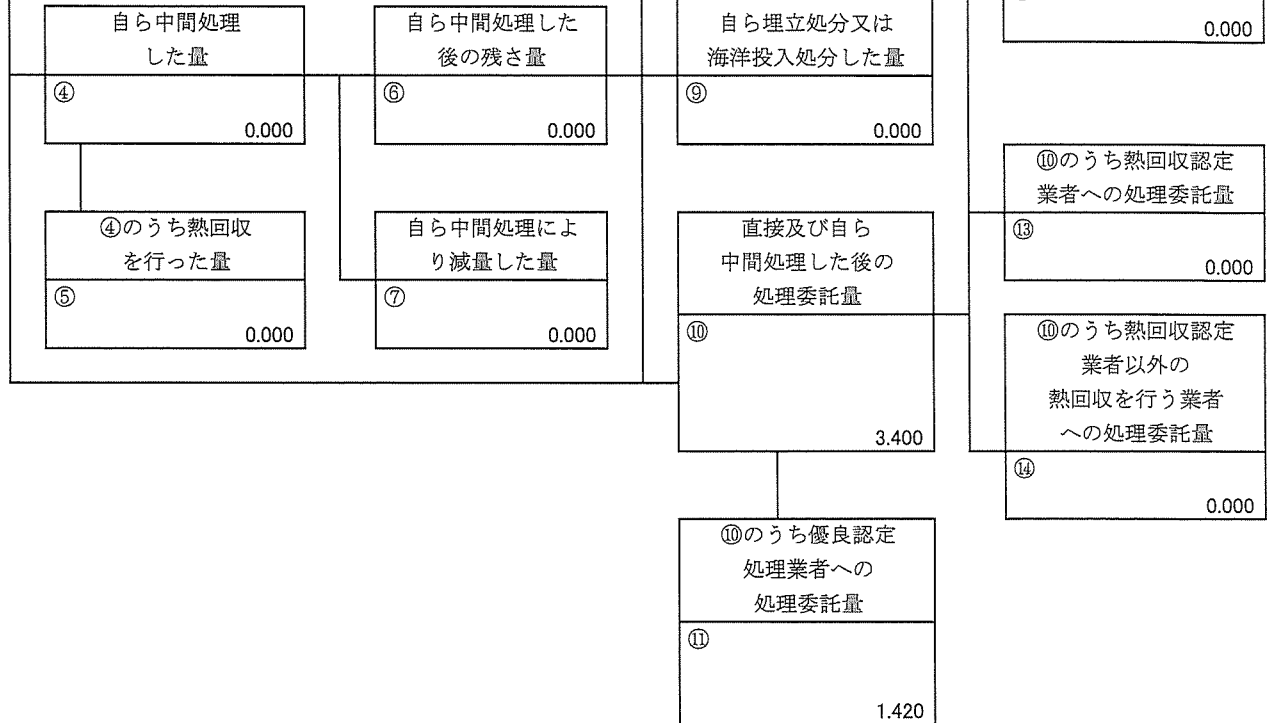 自ら中間処理
した量
④
0.000
自ら中間処理した
後の残さ量
⑥
0.000
自ら埋立処分又は
海洋投入処分した量
⑨
0.000
0.000
④のうち熱回収
を行った量
⑤
0.000
自ら中間処理によ
り減量した量
⑦
0.000
直接及び自ら
中間処理した後の
処理委託量
⑩
3.400
⑩のうち熱回収認定
業者への処理委託量
⑬
0.000
⑩のうち熱回収認定
業者以外の
熱回収を行う業者
への処理委託量
⑭
0.000
⑩のうち優良認定
処理業者への
処理委託量
⑪
1.420